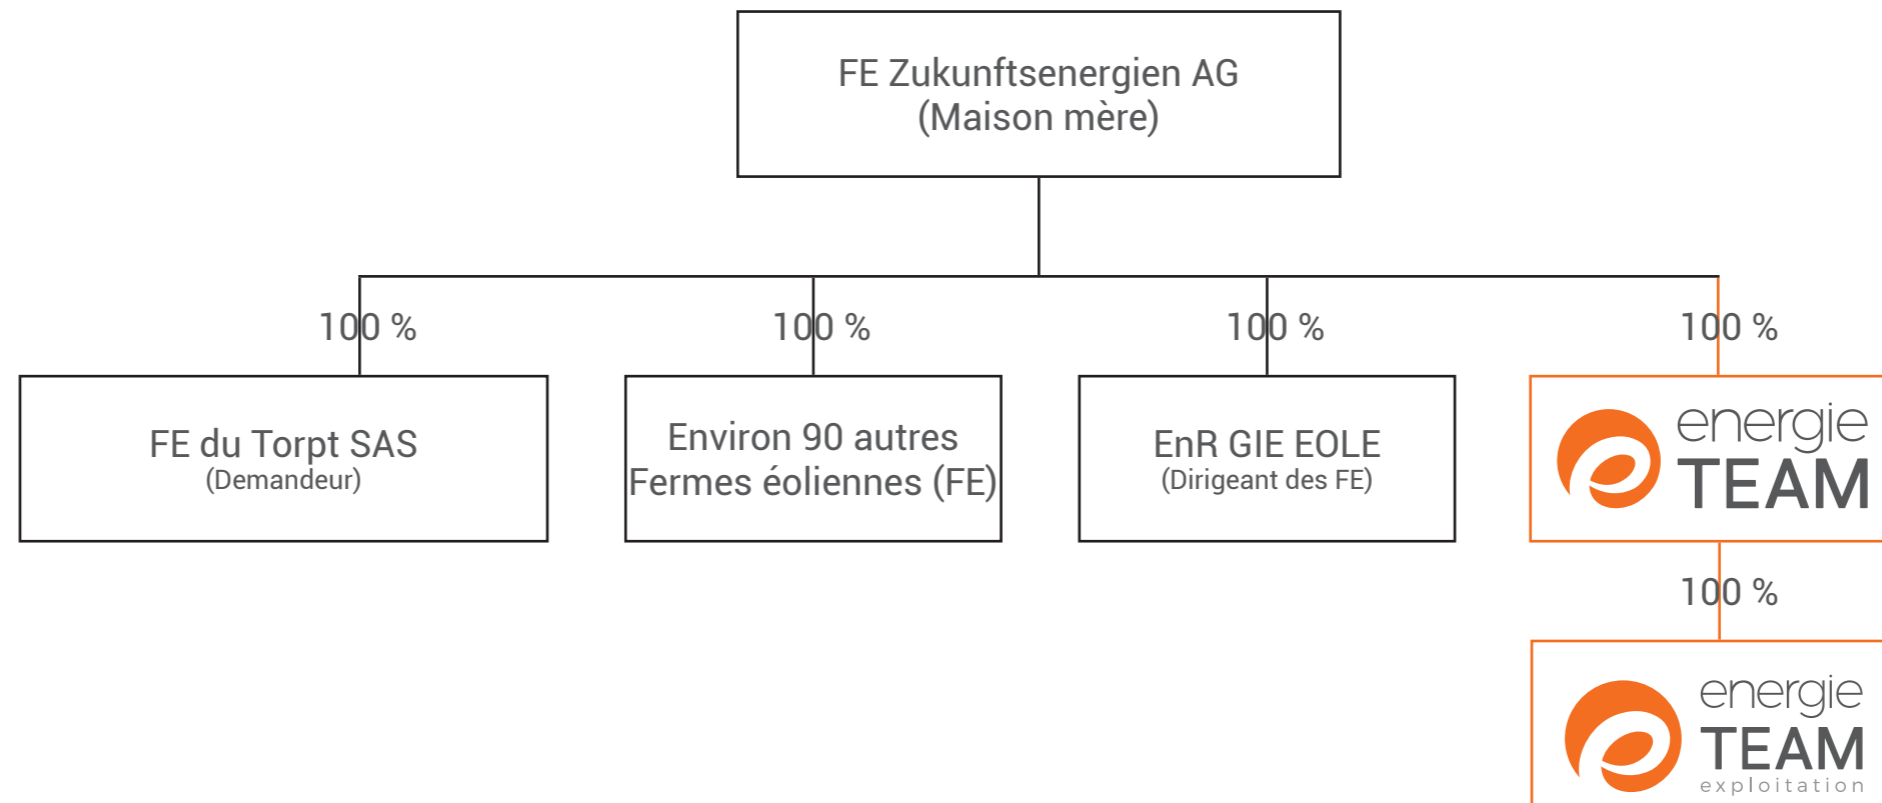 FE Zukunftsenergien AG
(Maison mère)
100 %
100 %
100 %
100 %
FE du Torpt SAS
(Demandeur)
Environ 90 autres
Fermes éoliennes (FE)
EnR GIE EOLE
(Dirigeant des FE)
energie
TEAM
100 %
energie
TEAM
exploitation